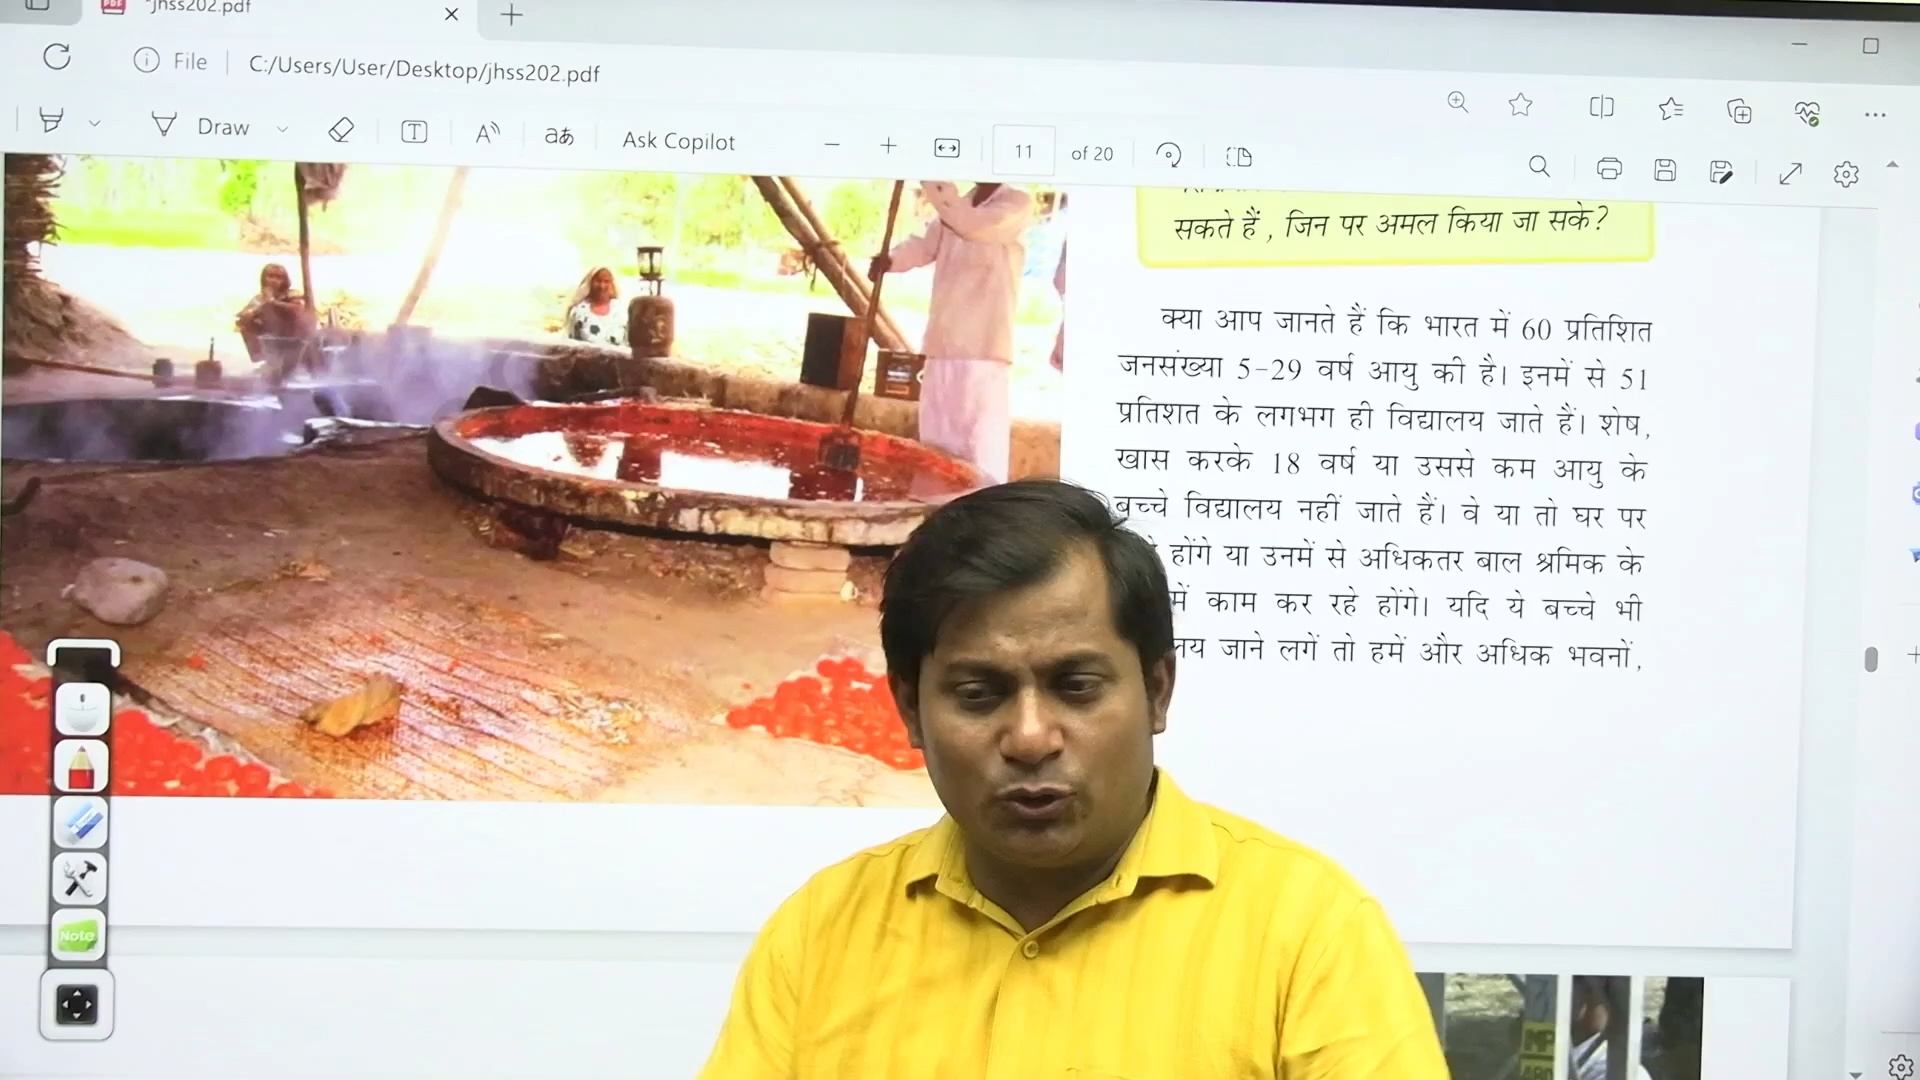 jhss202.pdf
File C:/Users/User/Desktop/jhss202.pdf
Draw Ask Copilot 11 of 20
सकते हैं, जिन पर अमल किया जा सके?
क्या आप जानते हैं कि भारत में 60 प्रतिशित
जनसंख्या 5-29 वर्ष आयु की है। इनमें से 51
प्रतिशत के लगभग ही विद्यालय जाते हैं। शेष,
खास करके 18 वर्ष या उससे कम आयु के
बच्चे विद्यालय नहीं जाते हैं। वे या तो घर पर
होंगे या उनमें से अधिकतर बाल श्रमिक के
में काम कर रहे होंगे। यदि ये बच्चे भी
जाने लगें तो हमें और अधिक भवनों,
Note